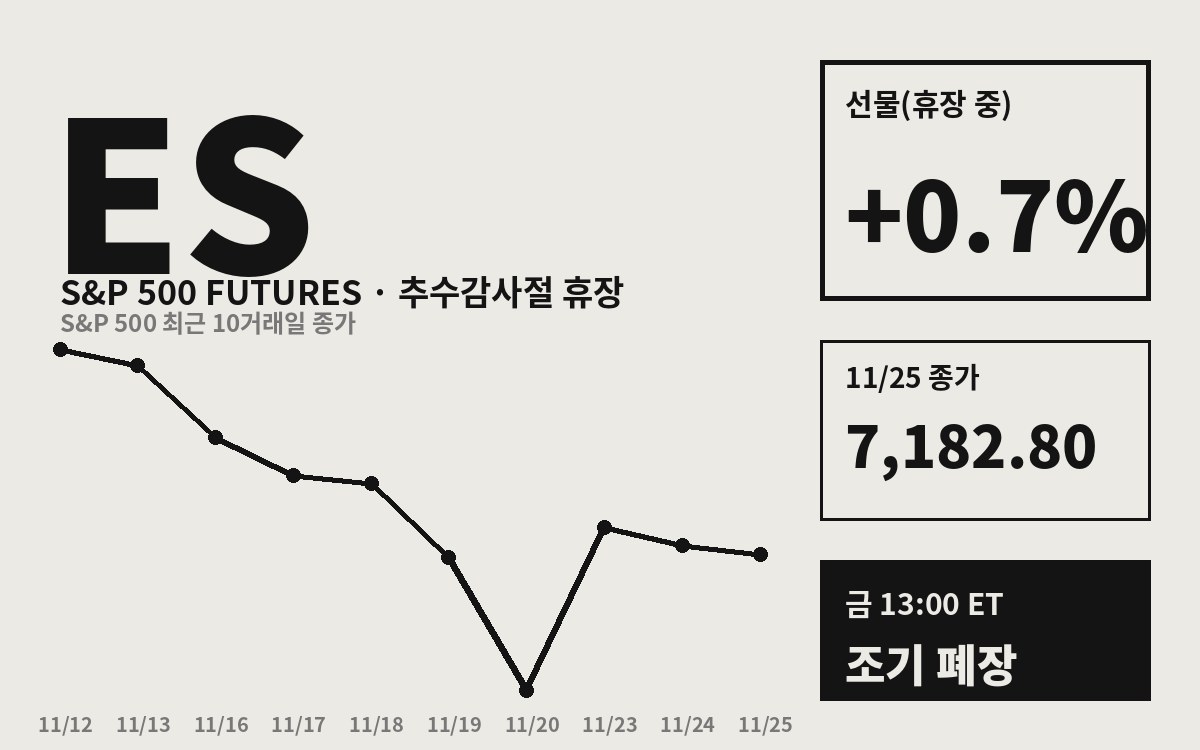 ES
S&P 500 FUTURES · 추수감사절 휴장
S&P 500 최근 10거래일 종가
11/12 11/13 11/16 11/17 11/18 11/19 11/20 11/23 11/24 11/25
선물(휴장 중)
+0.7%
11/25 종가
7,182.80
금 13:00 ET
조기 폐장